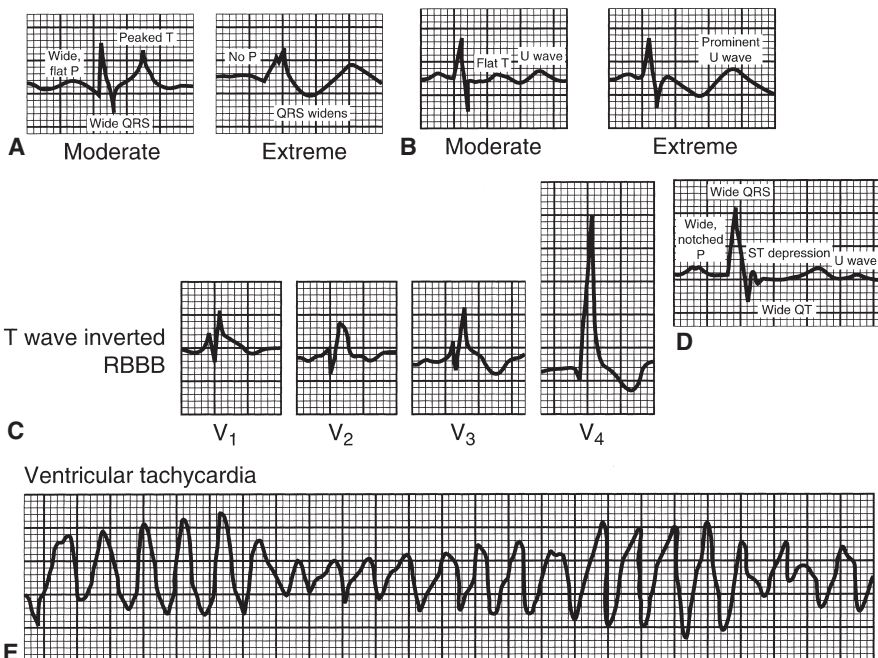 Wide,
flat P
Peaked T
Wide QRS
No P
QRS widens
A
Moderate
Extreme
Flat T
U wave
Prominent
U wave
B
Moderate
Extreme
T wave inverted
RBBB
C
V1
V2
V3
V4
Wide QRS
Wide,
notched
P
ST depression
U wave
Wide QT
D
Ventricular tachycardia
E